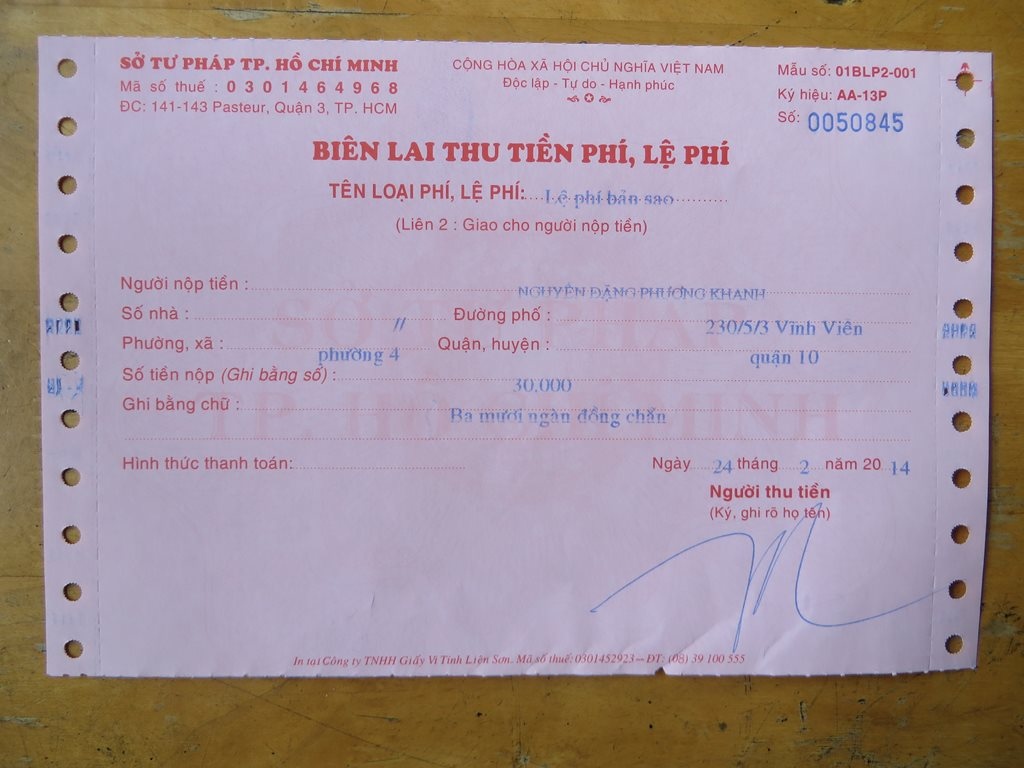 SỞ TƯ PHÁP TP. HỒ CHÍ MINH
Mã số thuế : 0301464968
ĐC: 141-143 Pasteur, Quận 3, TP. HCM
CỘNG HÒA XÃ HỘI CHỦ NGHĨA VIỆT NAM
Độc lập - Tự do - Hạnh phúc
Mẫu số: 01BLP2-001
Ký hiệu: AA-13P
Số: 0050845
BIÊN LAI THU TIỀN PHÍ, LỆ PHÍ
TÊN LOẠI PHÍ, LỆ PHÍ: Lệ phí bản sao
(Liên 2 : Giao cho người nộp tiền)
Người nộp tiền : NGUYỄN ĐẶNG PHƯƠNG KHANH
Số nhà : // Đường phố : 230/5/3 Vĩnh Viễn
Phường, xã : phường 4 Quận, huyện : quận 10
Số tiền nộp (Ghi bằng số) : 30,000
Ghi bằng chữ : Ba mươi ngàn đồng chẵn
Hình thức thanh toán: Ngày 24 tháng 2 năm 2014
Người thu tiền
(Ký, ghi rõ họ tên)
SỞ TƯ PHÁP
TP. HỒ CHÍ MINH
In tại Công ty TNHH Giấy Vi Tính Liên Sơn. Mã số thuế: 0301452923 – ĐT: (08) 39 100 555